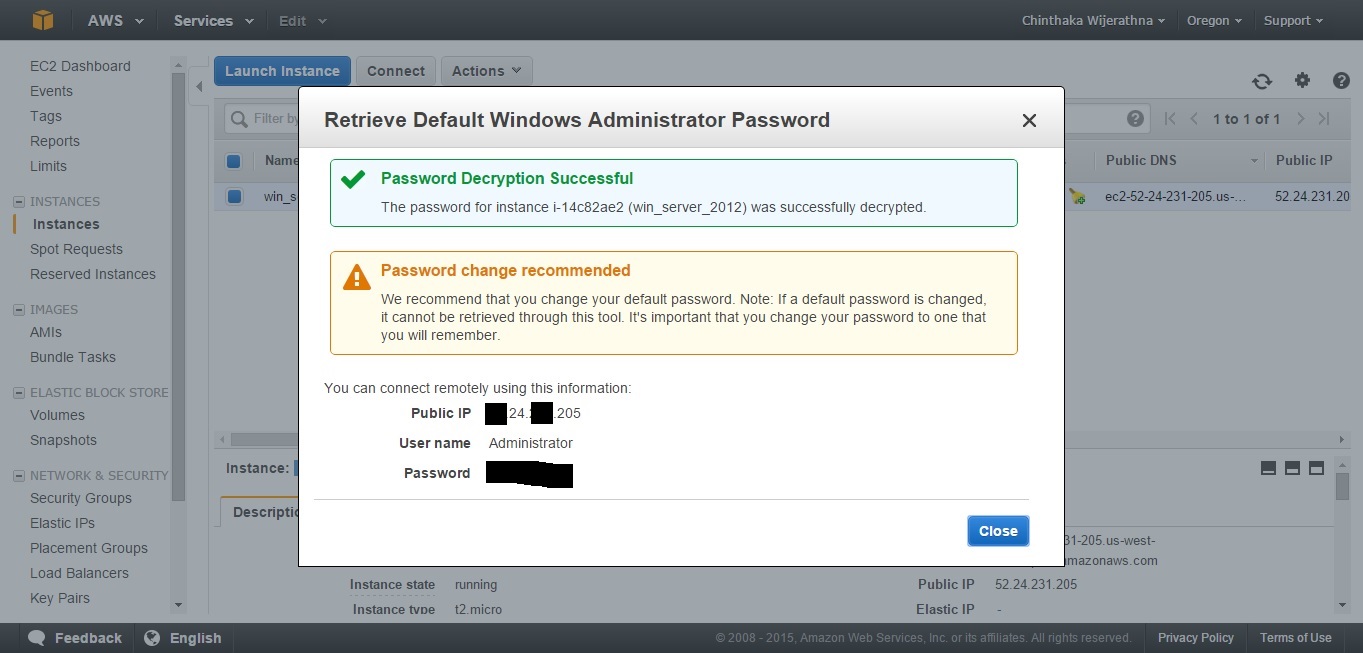 AWS Services Edit Chinthaka Wijerathna Oregon Support
EC2 Dashboard
Events
Tags
Reports
Limits
INSTANCES
Instances
Spot Requests
Reserved Instances
IMAGES
AMIs
Bundle Tasks
ELASTIC BLOCK STORE
Volumes
Snapshots
NETWORK & SECURITY
Security Groups
Elastic IPs
Placement Groups
Load Balancers
Key Pairs
Launch Instance Connect Actions
Filter by
1 to 1 of 1
Name Public DNS Public IP
win_s ec2-52-24-231-205.us-... 52.24.231.20
Retrieve Default Windows Administrator Password
Password Decryption Successful
The password for instance i-14c82ae2 (win_server_2012) was successfully decrypted.
Password change recommended
We recommend that you change your default password. Note: If a default password is changed,
it cannot be retrieved through this tool. It's important that you change your password to one that
you will remember.
You can connect remotely using this information:
Public IP .24. .205
User name Administrator
Password
Close
Instance:
Descriptio
31-205.us-west-
mazonaws.com
Instance state running Public IP 52.24.231.205
Instance type t2.micro Elastic IP -
Feedback English © 2008 - 2015, Amazon Web Services, Inc. or its affiliates. All rights reserved. Privacy Policy Terms of Use